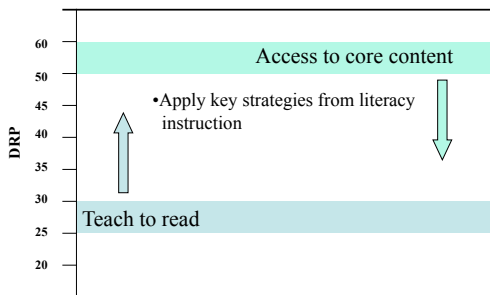 60
Access to core content
50
45
•Apply key strategies from literacy
instruction
40
DRP
35
30
Teach to read
25
20